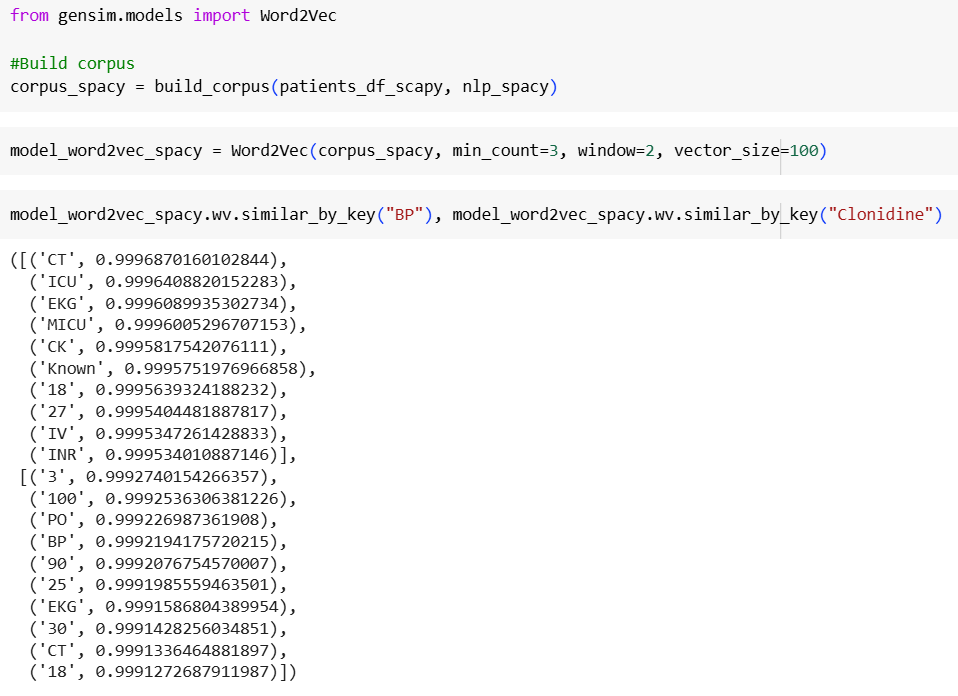 from gensim.models import Word2Vec
#Build corpus
corpus_spacy = build_corpus(patients_df_scapy, nlp_spacy)
model_word2vec_spacy = Word2Vec(corpus_spacy, min_count=3, window=2, vector_size=100)
model_word2vec_spacy.wv.similar_by_key("BP"), model_word2vec_spacy.wv.similar_by_key("Clonidine")
([('CT', 0.9996870160102844),
('ICU', 0.9996408820152283),
('EKG', 0.9996089935302734),
('MICU', 0.9996005296707153),
('CK', 0.9995817542076111),
('Known', 0.9995751976966858),
('18', 0.9995639324188232),
('27', 0.9995404481887817),
('IV', 0.9995347261428833),
('INR', 0.999534010887146)],
[('3', 0.9992740154266357),
('100', 0.9992536306381226),
('PO', 0.999226987361908),
('BP', 0.9992194175720215),
('90', 0.9992076754570007),
('25', 0.9991985559463501),
('EKG', 0.9991586804389954),
('30', 0.9991428256034851),
('CT', 0.9991336464881897),
('18', 0.9991272687911987)])